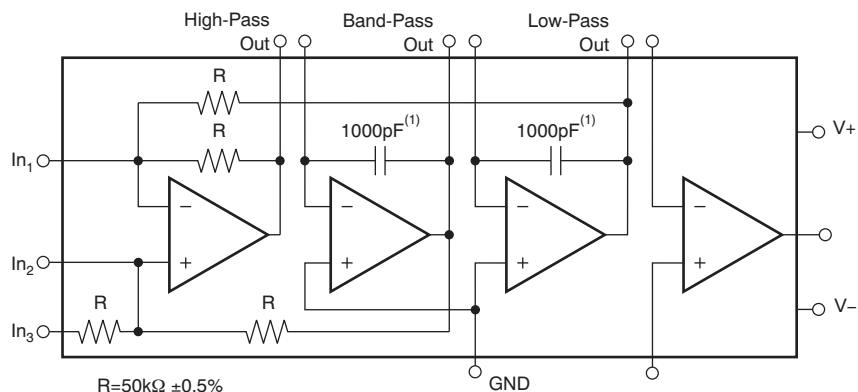 High-Pass
Out
Band-Pass
Out
Low-Pass
Out
R
R
1000pF(1)
1000pF(1)
V+
In1
−
−
−
−
In2
+
+
+
+
R
R
In3
V−
GND
R=50kΩ ±0.5%